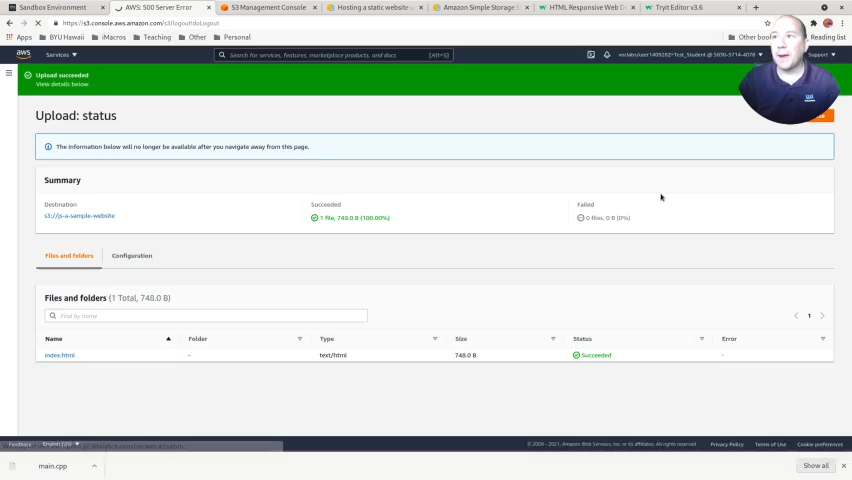 Sandbox Environment
AWS: 500 Server Error
S3 Management Console
Hosting a static website
Amazon Simple Storage S
HTML Responsive Web D
Tryit Editor v3.6
https://s3.console.aws.amazon.com/s3/logout!doLogout
Apps
BYU Hawaii
iMacros
Teaching
Other
Personal
Other boo
Reading list
aws
Services
Search for services, features, marketplace products, and docs
[Alt+S]
Support
Upload succeeded
View details below.
Upload: status
The information below will no longer be available after you navigate away from this page.
Summary
Destination
s3://js-a-sample-website
Succeeded
1 file, 748.0 B (100.00%)
Failed
0 files, 0 B (0%)
Files and folders
Configuration
Files and folders (1 Total, 748.0 B)
Find by name
1
Name
Folder
Type
Size
Status
Error
index.html
-
text/html
748.0 B
Succeeded
-
Feedback
English (US)
© 2008 - 2021, Amazon Web Services, Inc. or its affiliates. All rights reserved.
Privacy Policy
Terms of Use
Cookie preferences
main.cpp
Show all